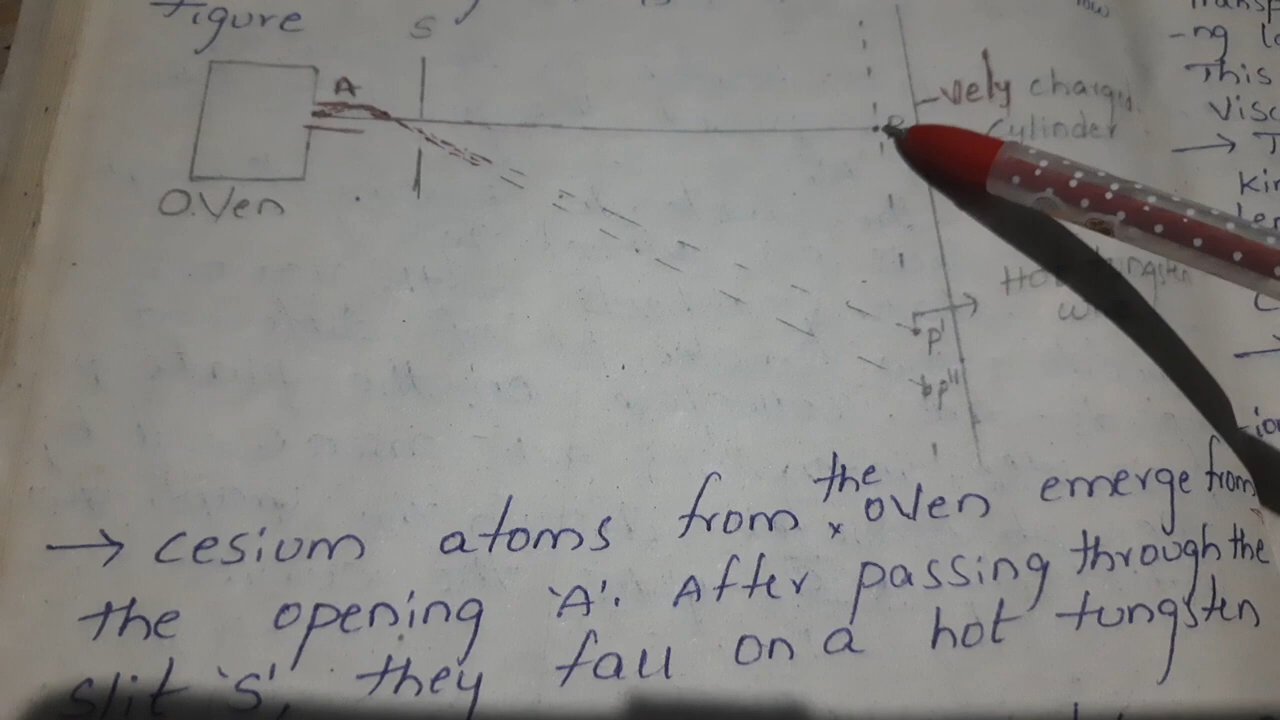 Figure
S
A
-vely charged
Cylinder
Oven
P'
P"
→ cesium atoms from the oven emerge from
the opening 'A'. After passing through the
slit 'S', they fall on a hot tungsten
-ng
This
→